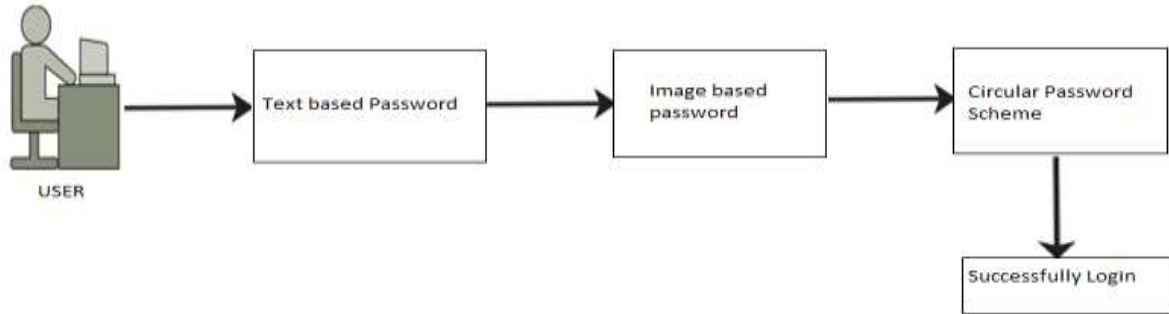 USER
Text based Password
Image based
password
Circular Password
Scheme
Successfully Login